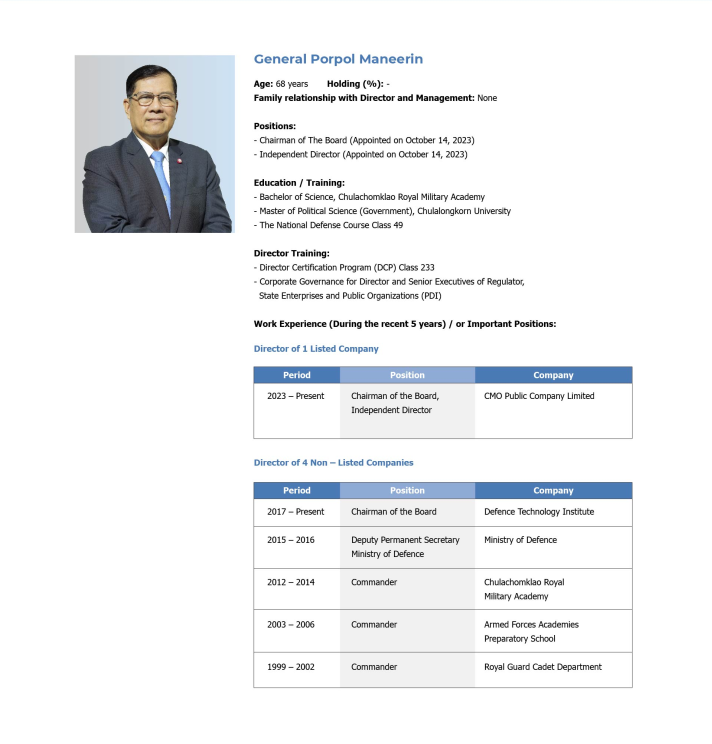 General Porpol Maneerin
Age: 68 years Holding (%): -
Family relationship with Director and Management: None
Positions:
- Chairman of The Board (Appointed on October 14, 2023)
- Independent Director (Appointed on October 14, 2023)
Education / Training:
- Bachelor of Science, Chulachomklao Royal Military Academy
- Master of Political Science (Government), Chulalongkorn University
- The National Defense Course Class 49
Director Training:
- Director Certification Program (DCP) Class 233
- Corporate Governance for Director and Senior Executives of Regulator,
State Enterprises and Public Organizations (PDI)
Work Experience (During the recent 5 years) / or Important Positions:
Director of 1 Listed Company
Period Position Company
2023 – Present Chairman of the Board, CMO Public Company Limited
Independent Director
Director of 4 Non – Listed Companies
Period Position Company
2017 – Present Chairman of the Board Defence Technology Institute
2015 – 2016 Deputy Permanent Secretary Ministry of Defence
Ministry of Defence
2012 – 2014 Commander Chulachomklao Royal
Military Academy
2003 – 2006 Commander Armed Forces Academies
Preparatory School
1999 – 2002 Commander Royal Guard Cadet Department